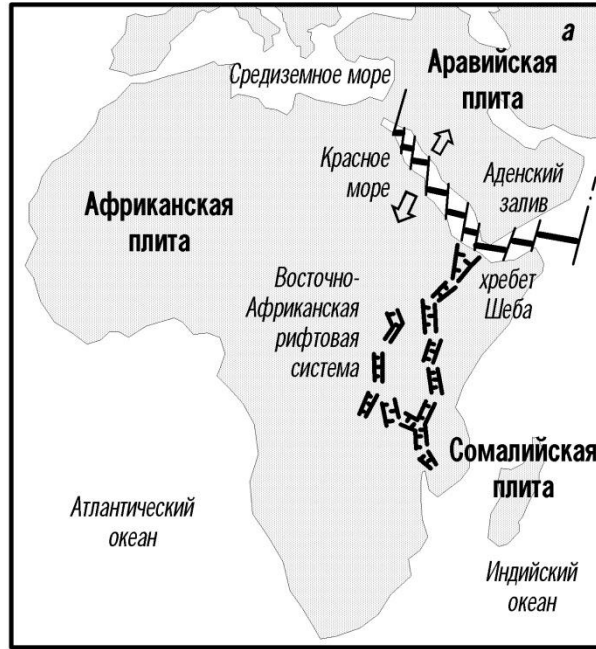 а
Средиземное море
Аравийская
плита
Красное
море
Аденский
залив
Африканская
плита
хребет
Шеба
Восточно-
Африканская
рифтовая
система
Сомалийская
плита
Атлантический
океан
Индийский
океан